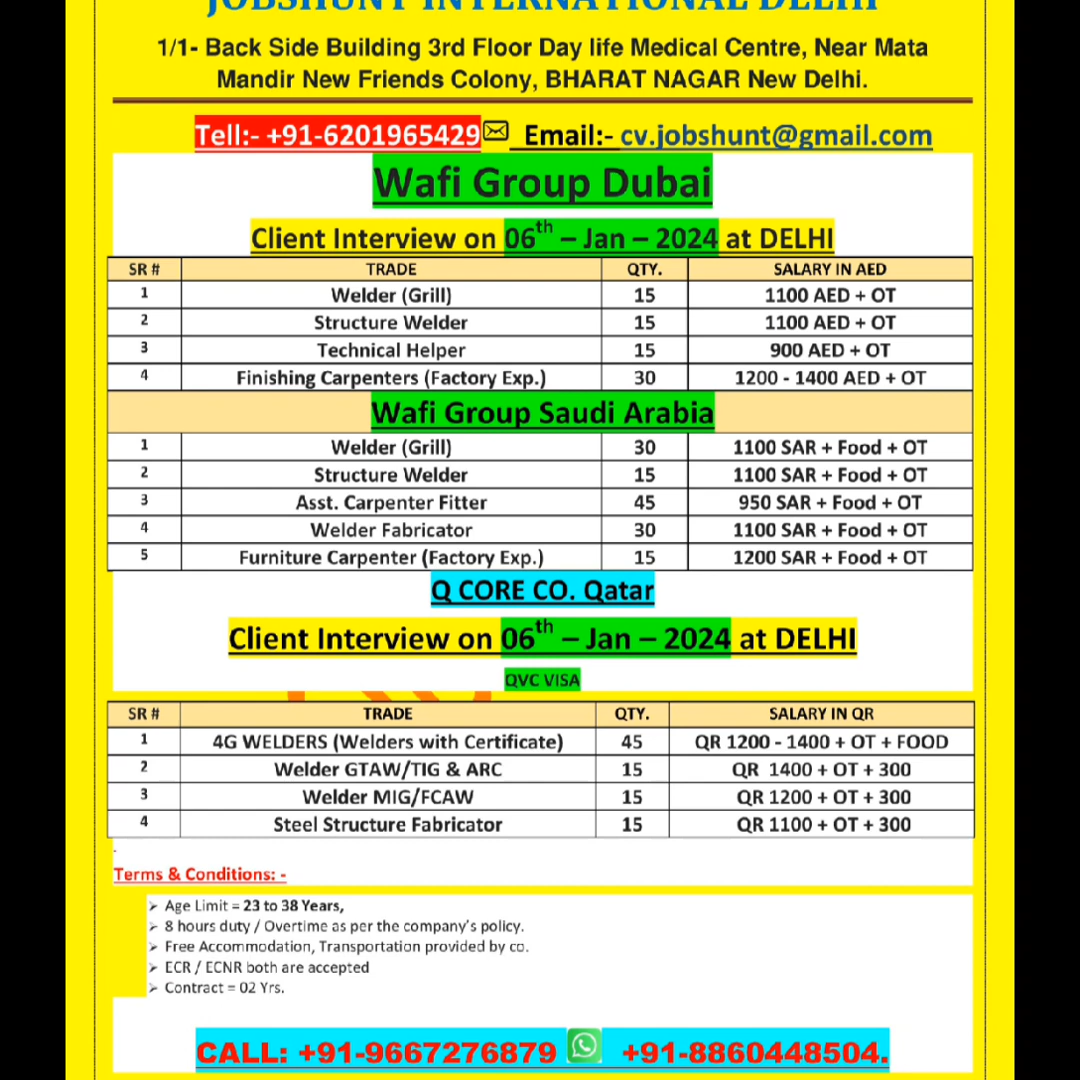 JOBSHUNT INTERNATIONAL DELHI
1/1- Back Side Building 3rd Floor Day life Medical Centre, Near Mata
Mandir New Friends Colony, BHARAT NAGAR New Delhi.
Tell:- +91-6201965429 Email:- cv.jobshunt@gmail.com
Wafi Group Dubai
Client Interview on 06th – Jan – 2024 at DELHI
SR # TRADE QTY. SALARY IN AED
1 Welder (Grill) 15 1100 AED + OT
2 Structure Welder 15 1100 AED + OT
3 Technical Helper 15 900 AED + OT
4 Finishing Carpenters (Factory Exp.) 30 1200 - 1400 AED + OT
Wafi Group Saudi Arabia
1 Welder (Grill) 30 1100 SAR + Food + OT
2 Structure Welder 15 1100 SAR + Food + OT
3 Asst. Carpenter Fitter 45 950 SAR + Food + OT
4 Welder Fabricator 30 1100 SAR + Food + OT
5 Furniture Carpenter (Factory Exp.) 15 1200 SAR + Food + OT
Q CORE CO. Qatar
Client Interview on 06th – Jan – 2024 at DELHI
QVC VISA
SR # TRADE QTY. SALARY IN QR
1 4G WELDERS (Welders with Certificate) 45 QR 1200 - 1400 + OT + FOOD
2 Welder GTAW/TIG & ARC 15 QR 1400 + OT + 300
3 Welder MIG/FCAW 15 QR 1200 + OT + 300
4 Steel Structure Fabricator 15 QR 1100 + OT + 300
.
Terms & Conditions: -
➢ Age Limit = 23 to 38 Years,
➢ 8 hours duty / Overtime as per the company's policy.
➢ Free Accommodation, Transportation provided by co.
➢ ECR / ECNR both are accepted
➢ Contract = 02 Yrs.
CALL: +91-9667276879 +91-8860448504.